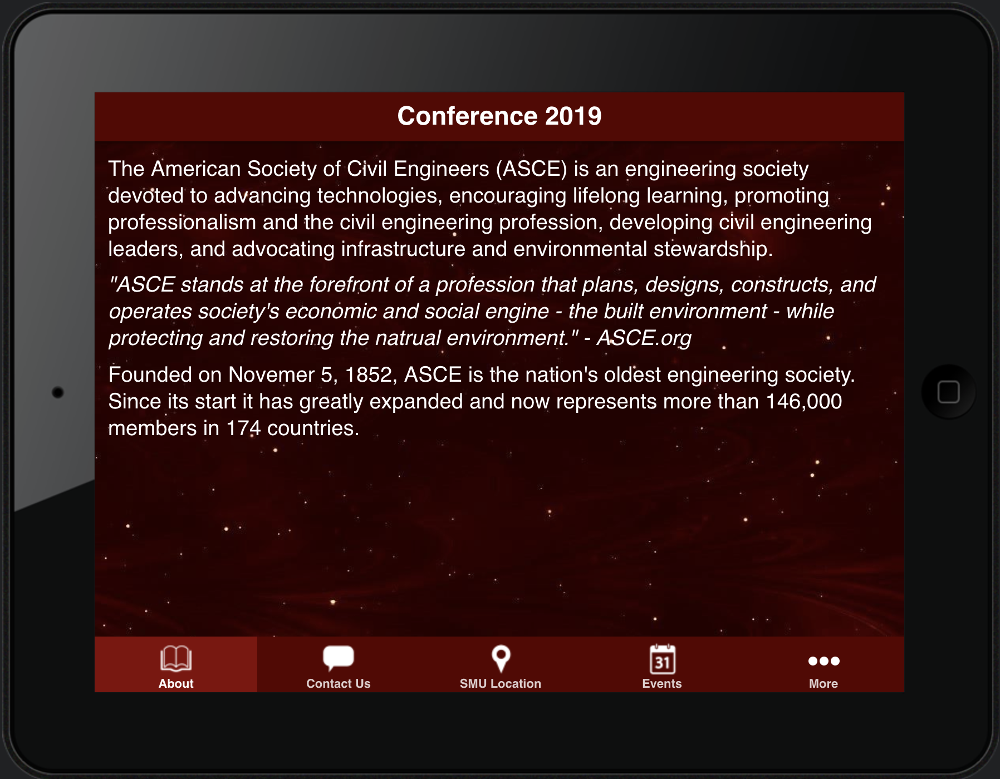 Conference 2019
The American Society of Civil Engineers (ASCE) is an engineering society
devoted to advancing technologies, encouraging lifelong learning, promoting
professionalism and the civil engineering profession, developing civil engineering
leaders, and advocating infrastructure and environmental stewardship.
"ASCE stands at the forefront of a profession that plans, designs, constructs, and
operates society's economic and social engine - the built environment - while
protecting and restoring the natrual environment." - ASCE.org
Founded on Novemer 5, 1852, ASCE is the nation's oldest engineering society.
Since its start it has greatly expanded and now represents more than 146,000
members in 174 countries.
31
About Contact Us SMU Location Events More